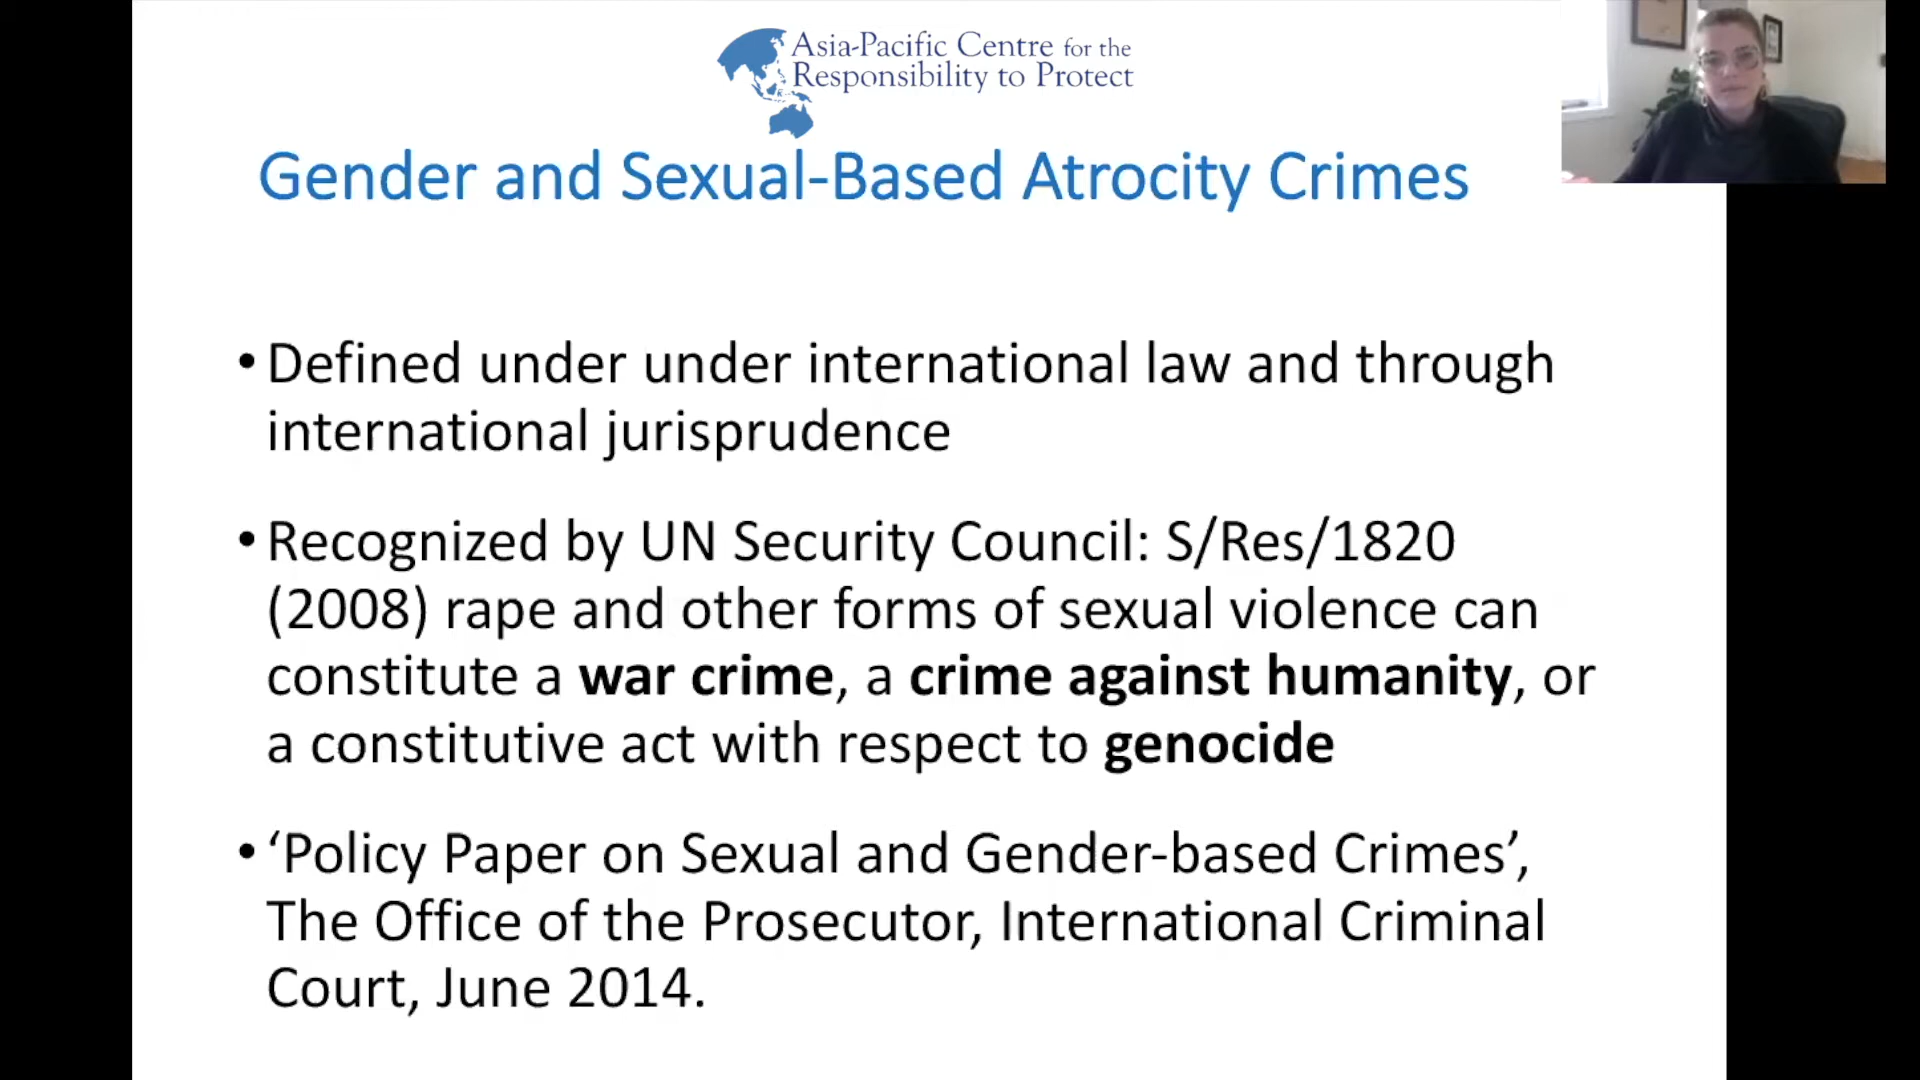 Asia-Pacific Centre for the
Responsibility to Protect
Gender and Sexual-Based Atrocity Crimes
• Defined under under international law and through
international jurisprudence
• Recognized by UN Security Council: S/Res/1820
(2008) rape and other forms of sexual violence can
constitute a war crime, a crime against humanity, or
a constitutive act with respect to genocide
• ‘Policy Paper on Sexual and Gender-based Crimes’,
The Office of the Prosecutor, International Criminal
Court, June 2014.